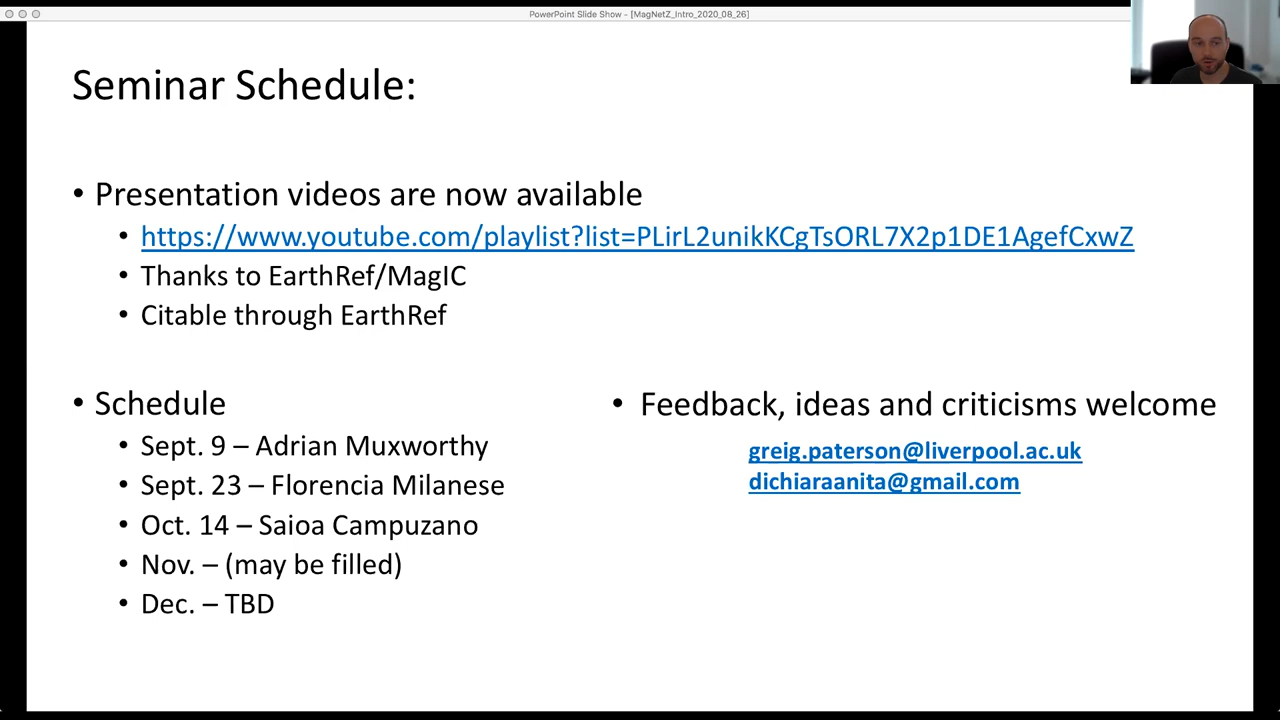 PowerPoint Slide Show - [MagNetZ_Intro_2020_08_26]
Seminar Schedule:
• Presentation videos are now available
• https://www.youtube.com/playlist?list=PLirL2unikKCgTsORL7X2p1DE1AgefCxwZ
• Thanks to EarthRef/MagIC
• Citable through EarthRef
• Schedule
• Sept. 9 – Adrian Muxworthy
• Sept. 23 – Florencia Milanese
• Oct. 14 – Saioa Campuzano
• Nov. – (may be filled)
• Dec. – TBD
• Feedback, ideas and criticisms welcome
greig.paterson@liverpool.ac.uk
dichiaraanita@gmail.com